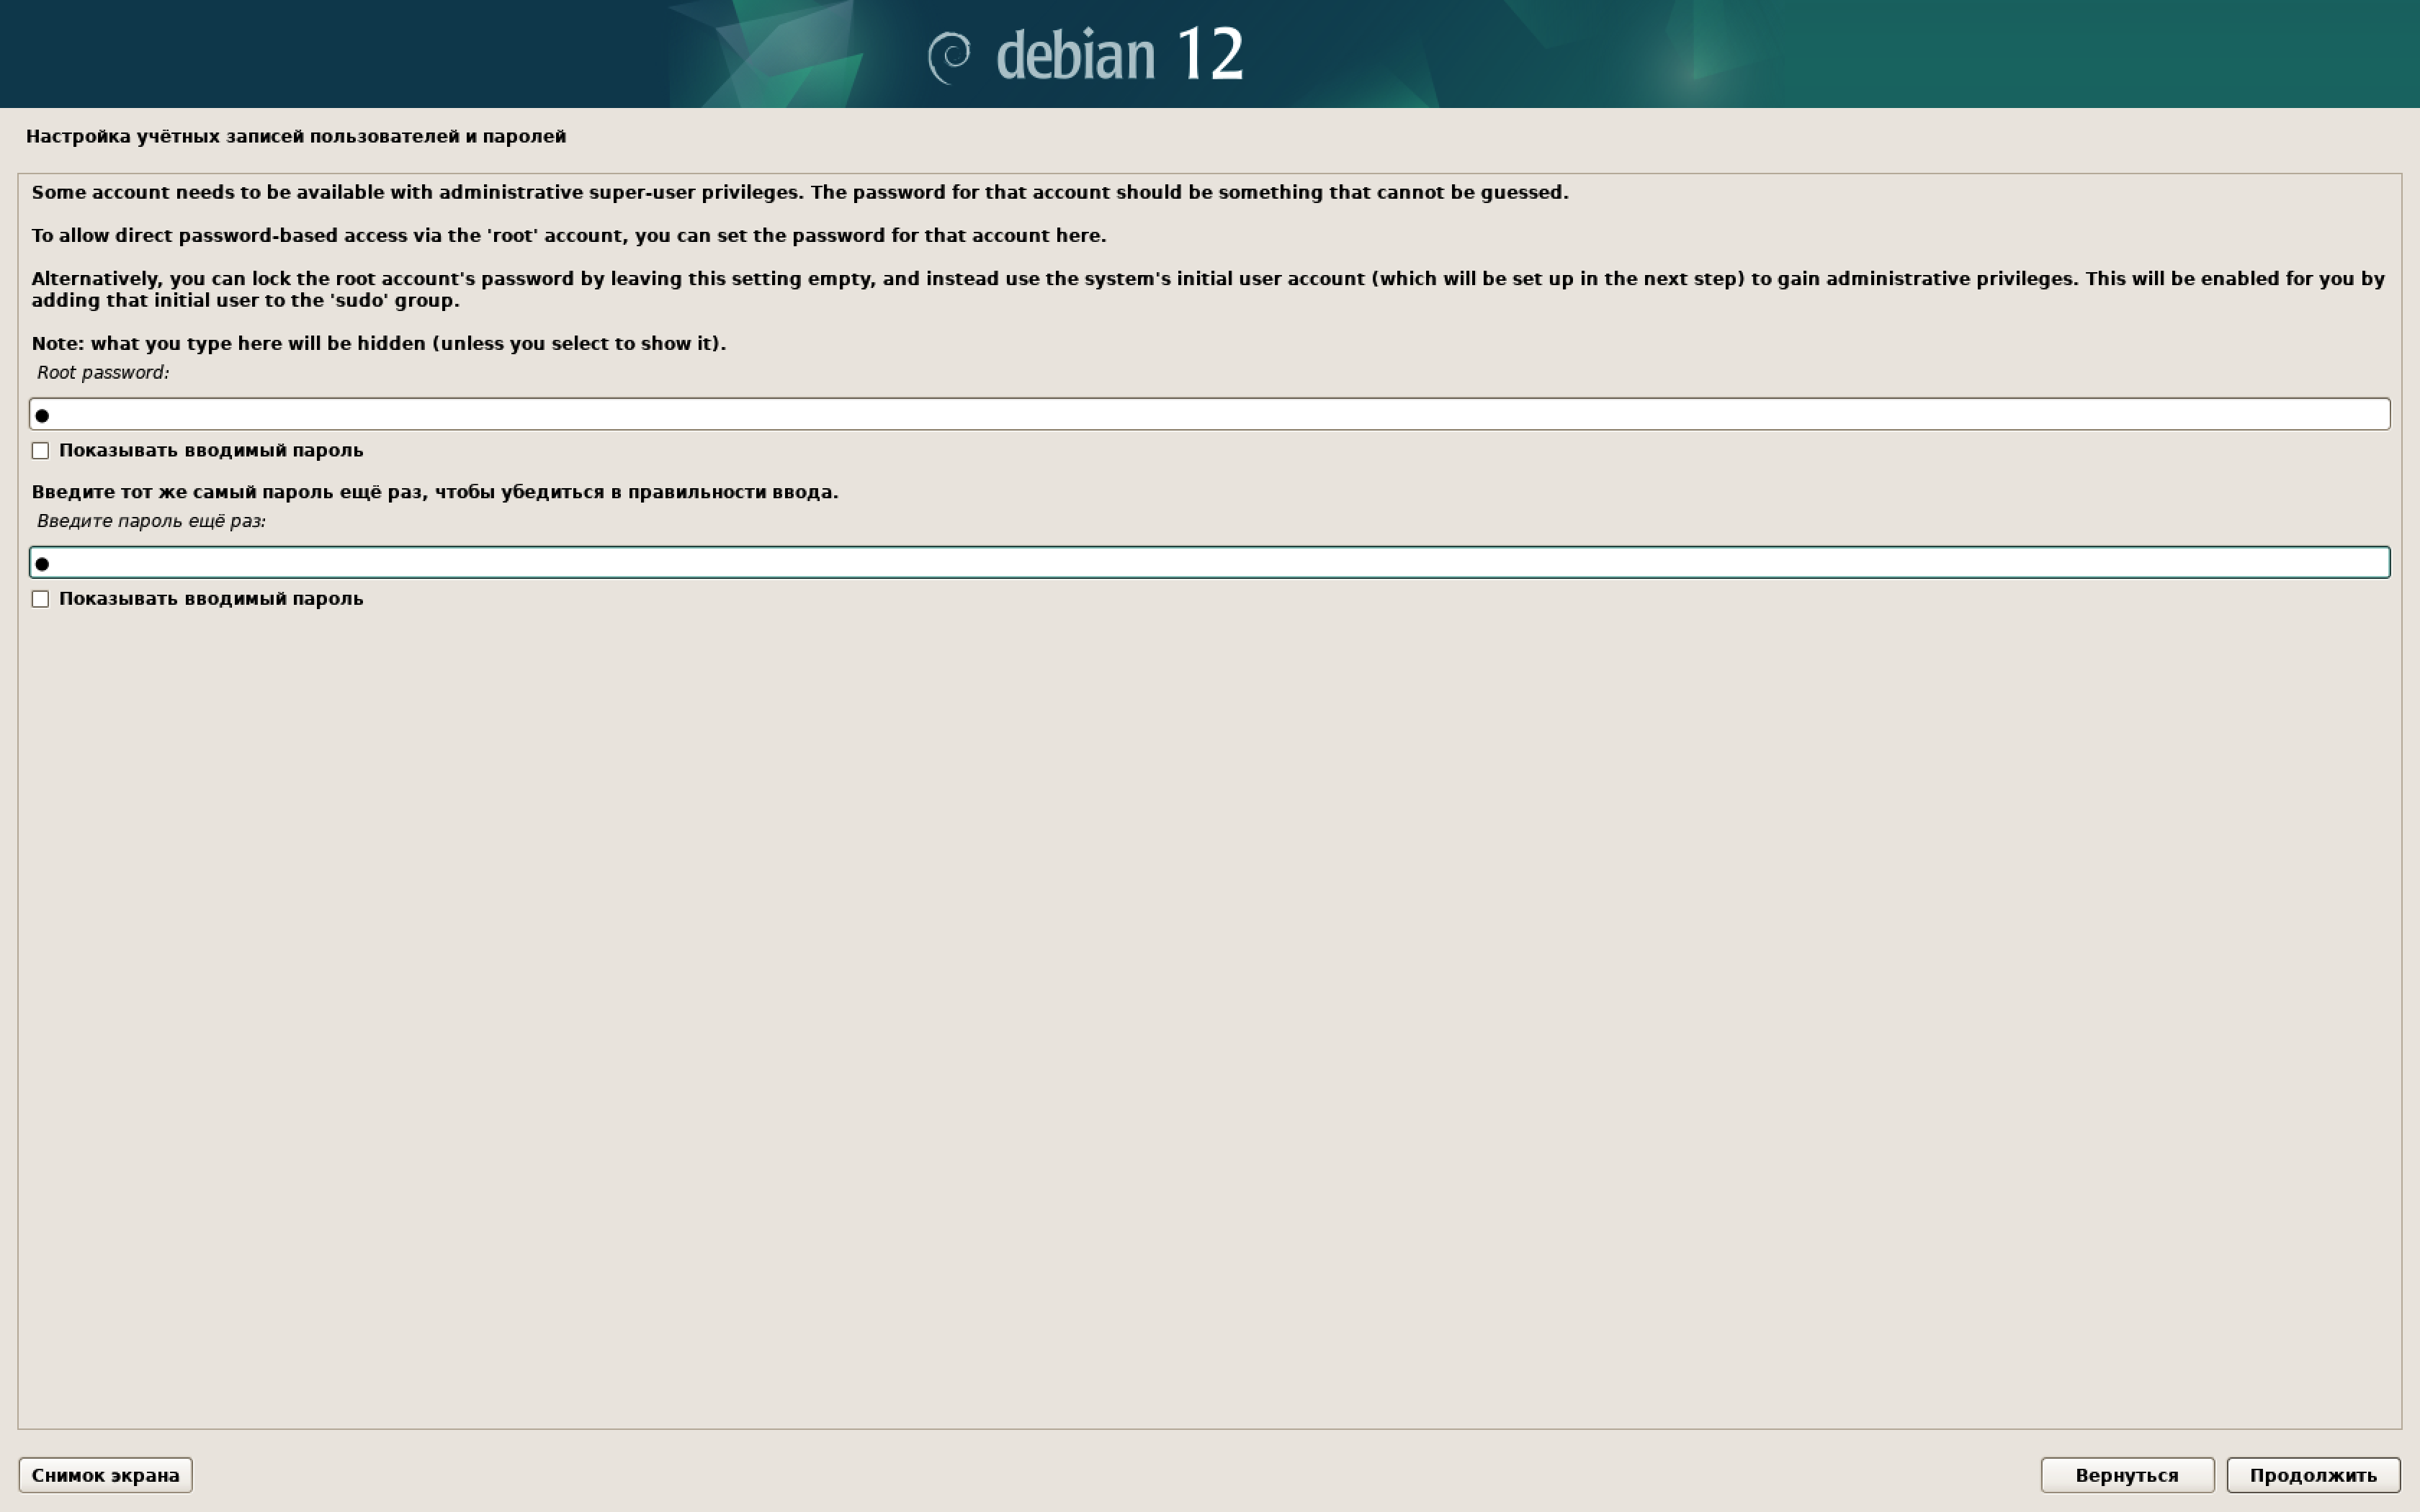 debian 12
Настройка учётных записей пользователей и паролей
Some account needs to be available with administrative super-user privileges. The password for that account should be something that cannot be guessed.
To allow direct password-based access via the 'root' account, you can set the password for that account here.
Alternatively, you can lock the root account's password by leaving this setting empty, and instead use the system's initial user account (which will be set up in the next step) to gain administrative privileges. This will be enabled for you by
adding that initial user to the 'sudo' group.
Note: what you type here will be hidden (unless you select to show it).
Root password:
Показывать вводимый пароль
Введите тот же самый пароль ещё раз, чтобы убедиться в правильности ввода.
Введите пароль ещё раз:
Показывать вводимый пароль
Снимок экрана
Вернуться
Продолжить